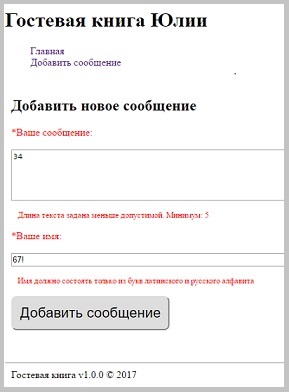 Гостевая книга Юлии
Главная
Добавить сообщение
Добавить новое сообщение
*Ваше сообщение:
34
Длина текста задана меньше допустимой. Минимум: 5
*Ваше имя:
67!
Имя должно состоять только из букв латинского и русского алфавита
Добавить сообщение
Гостевая книга v1.0.0 © 2017